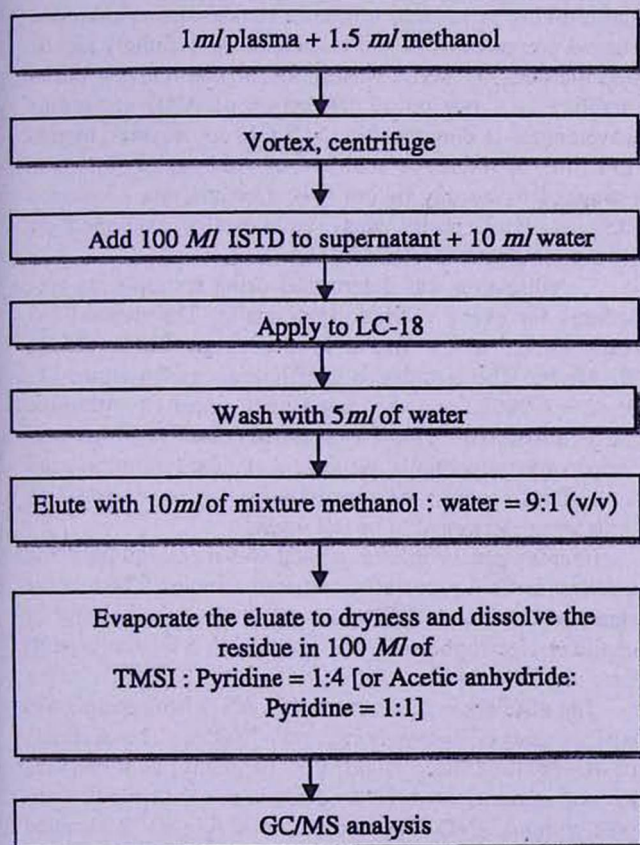 1ml plasma + 1.5 ml methanol
Vortex, centrifuge
Add 100 Ml ISTD to supernatant + 10 ml water
Apply to LC-18
Wash with 5ml of water
Elute with 10ml of mixture methanol : water = 9:1 (v/v)
Evaporate the eluate to dryness and dissolve the
residue in 100 Ml of
TMSI : Pyridine = 1:4 [or Acetic anhydride:
Pyridine = 1:1]
GC/MS analysis